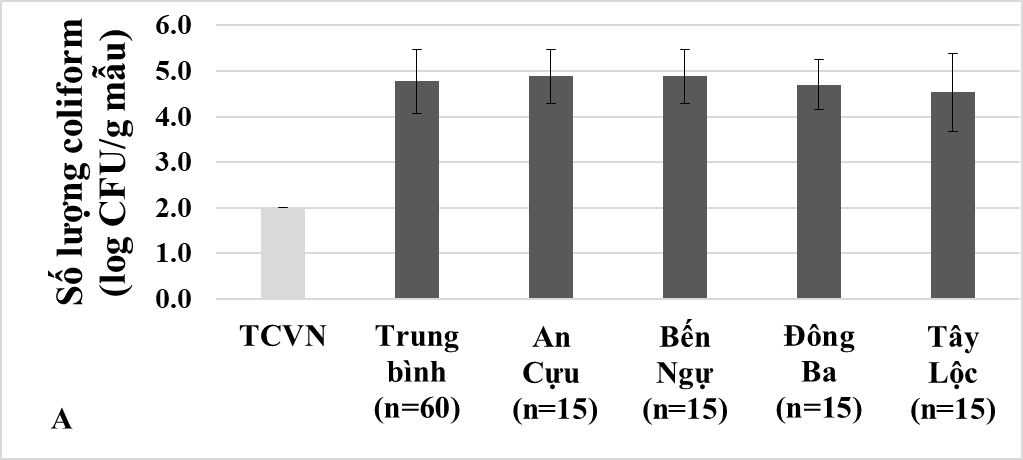 Số lượng coliform
(log CFU/g mẫu)
6.0
5.0
4.0
3.0
2.0
1.0
0.0
TCVN
Trung
bình
(n=60)
An
Cựu
(n=15)
Bến
Ngự
(n=15)
Đông
Ba
(n=15)
Tây
Lộc
(n=15)
A